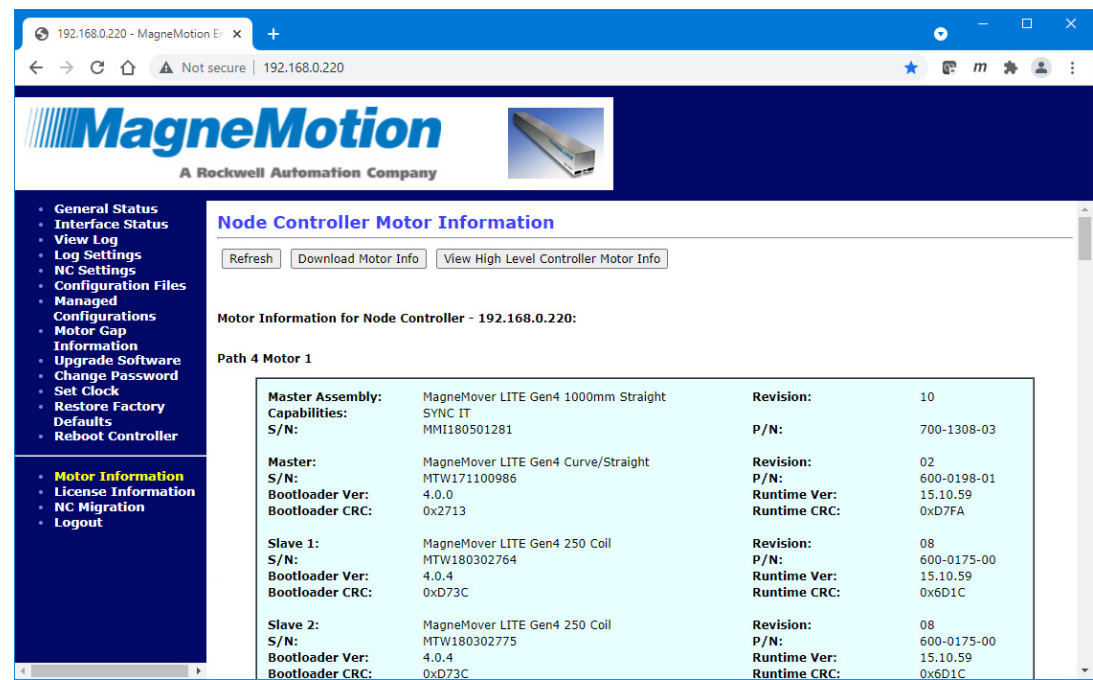 192.168.0.220 - MagneMotion En
Not secure | 192.168.0.220
MagneMotion
A Rockwell Automation Company
General Status
Interface Status
View Log
Log Settings
NC Settings
Configuration Files
Managed
Configurations
Motor Gap
Information
Upgrade Software
Change Password
Set Clock
Restore Factory
Defaults
Reboot Controller
Motor Information
License Information
NC Migration
Logout
Node Controller Motor Information
Refresh Download Motor Info View High Level Controller Motor Info
Motor Information for Node Controller - 192.168.0.220:
Path 4 Motor 1
Master Assembly: MagneMover LITE Gen4 1000mm Straight Revision: 10
Capabilities: SYNC IT
S/N: MMI180501281 P/N: 700-1308-03
Master: MagneMover LITE Gen4 Curve/Straight Revision: 02
S/N: MTW171100986 P/N: 600-0198-01
Bootloader Ver: 4.0.0 Runtime Ver: 15.10.59
Bootloader CRC: 0x2713 Runtime CRC: 0xD7FA
Slave 1: MagneMover LITE Gen4 250 Coil Revision: 08
S/N: MTW180302764 P/N: 600-0175-00
Bootloader Ver: 4.0.4 Runtime Ver: 15.10.59
Bootloader CRC: 0xD73C Runtime CRC: 0x6D1C
Slave 2: MagneMover LITE Gen4 250 Coil Revision: 08
S/N: MTW180302775 P/N: 600-0175-00
Bootloader Ver: 4.0.4 Runtime Ver: 15.10.59
Bootloader CRC: 0xD73C Runtime CRC: 0x6D1C